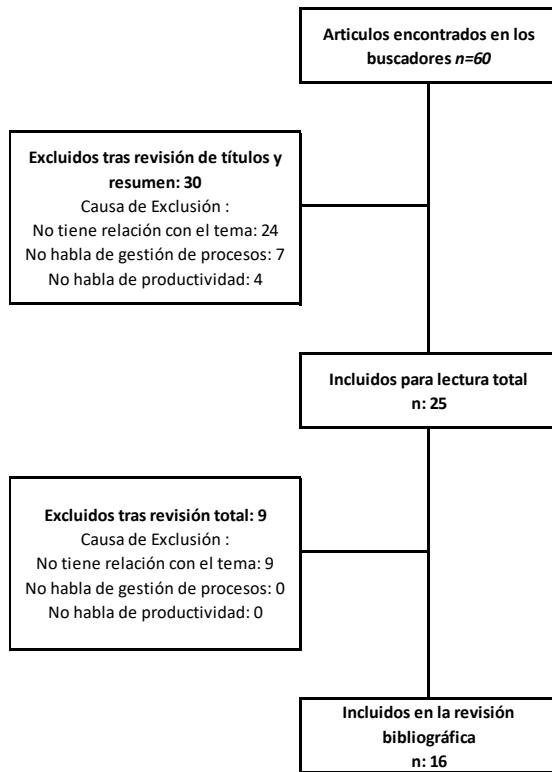 Articulos encontrados en los
buscadores n=60
Excluidos tras revisión de títulos y
resumen: 30
Causa de Exclusión :
No tiene relación con el tema: 24
No habla de gestión de procesos: 7
No habla de productividad: 4
Incluidos para lectura total
n: 25
Excluidos tras revisión total: 9
Causa de Exclusión :
No tiene relación con el tema: 9
No habla de gestión de procesos: 0
No habla de productividad: 0
Incluidos en la revisión
bibliográfica
n: 16